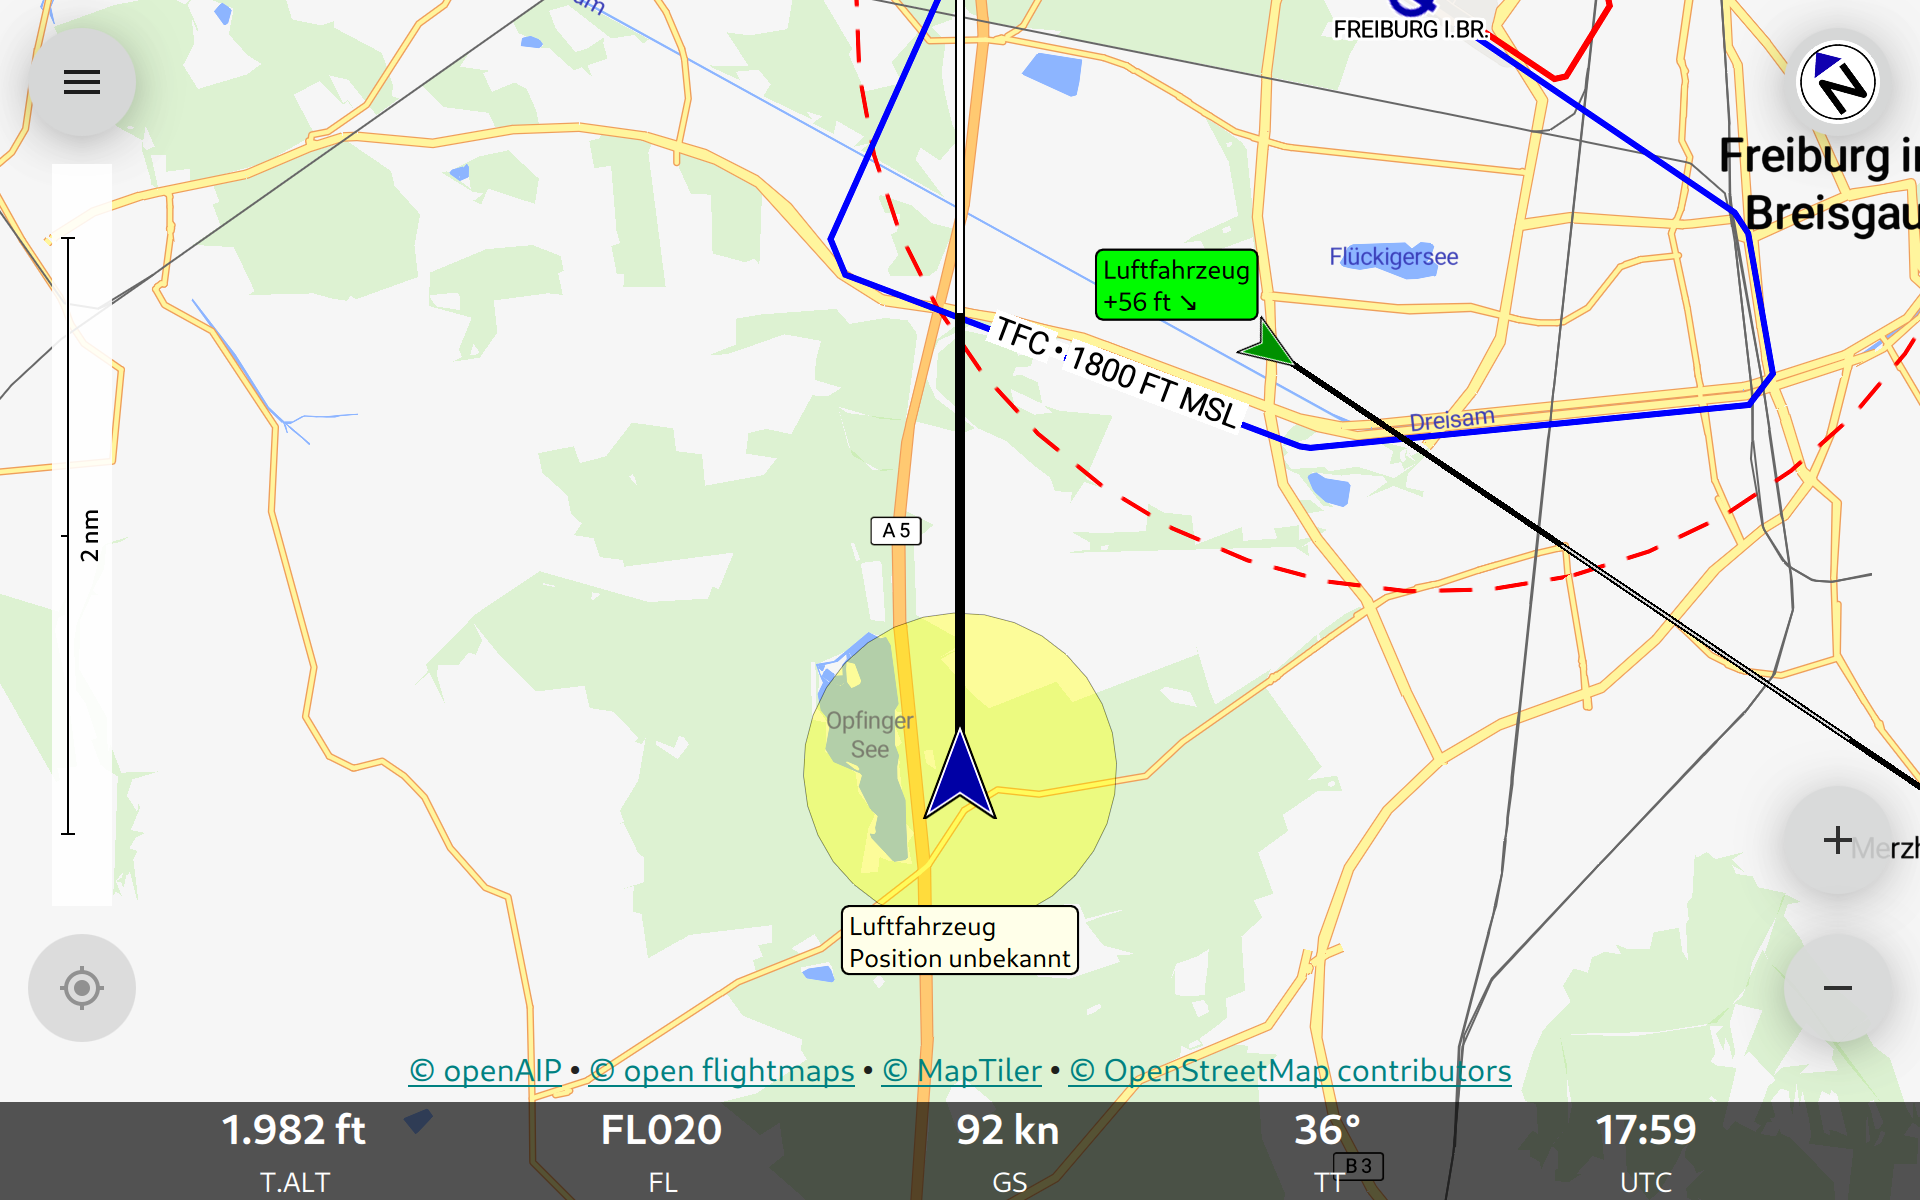 FREIBURG I.BR.
N
Freiburg
Breisgau
Luftfahrzeug
+56 ft ↘
Flückigersee
TFC • 1800 FT MSL
Dreisam
A 5
2 nm
Opfinger
See
Luftfahrzeug
Position unbekannt
© openAIP • © open flightmaps • © MapTiler • © OpenStreetMap contributors
1.982 ft
FL020
92 kn
36°
17:59
T.ALT
FL
GS
TT
UTC
B 3